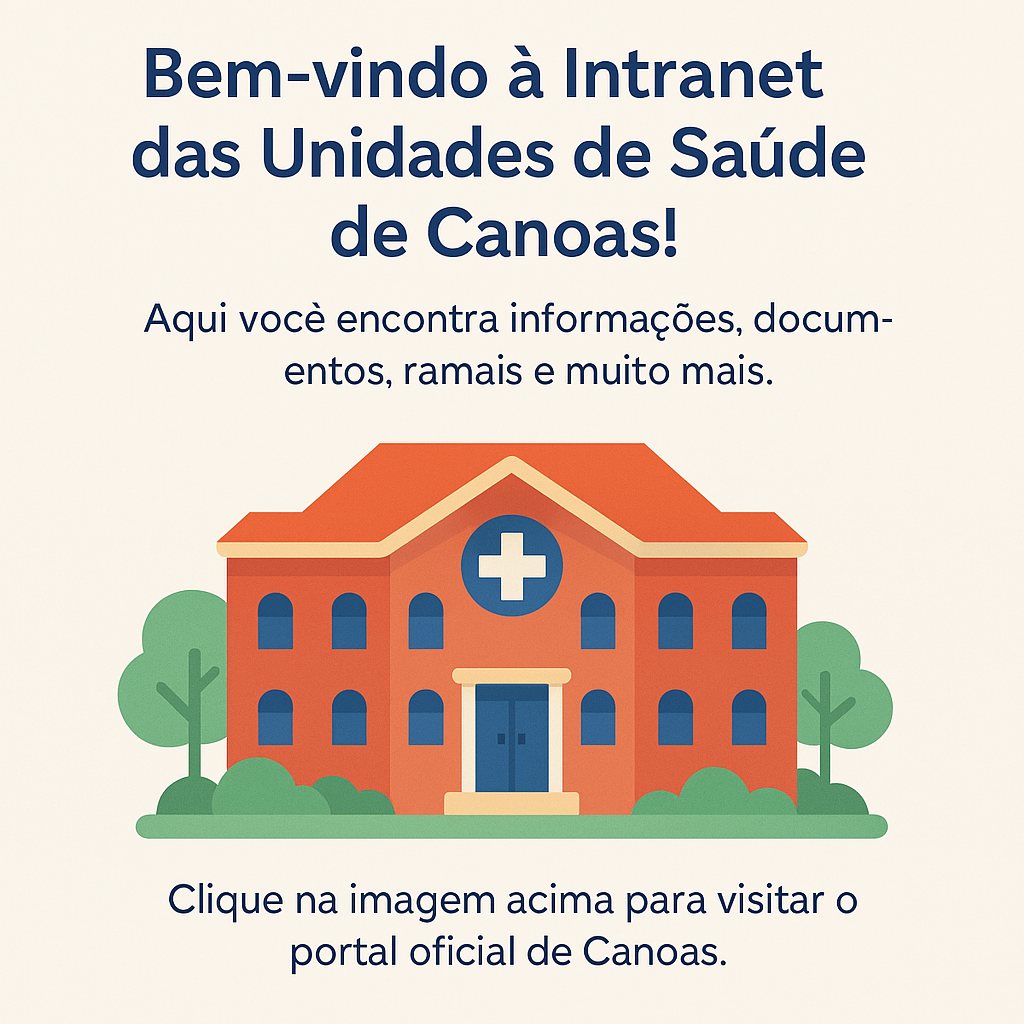 Bem-vindo à Intranet
das Unidades de Saúde
de Canoas!
Aqui vocè encontra informações, docum-
entos, ramais e muito mais.
Clique na imagem acima para visitar o
portal oficial de Canoas.